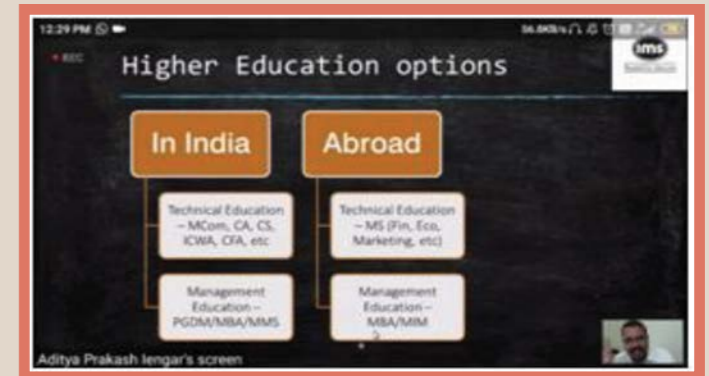 12:29 PM
REC
ims
Higher Education options
In India
Abroad
Technical Education
– MCom, CA, CS,
ICWA, CFA, etc
Management
Education –
PGDM/MBA/MMS
Technical Education
– MS (Fin, Eco,
Marketing, etc)
Management
Education –
MBA/MIM
Aditya Prakash Iengar's screen